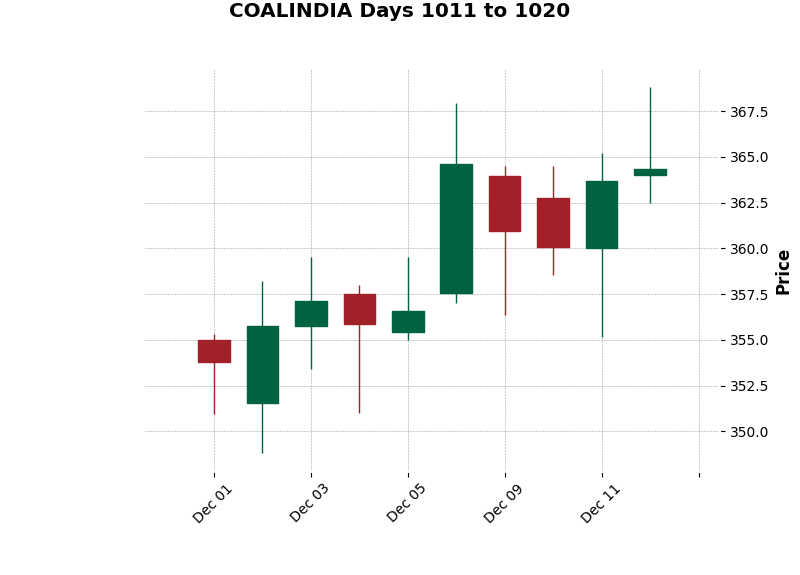 COALINDIA Days 1011 to 1020
367.5
365.0
362.5
360.0
357.5
355.0
352.5
350.0
Price
Dec 01
Dec 03
Dec 05
Dec 09
Dec 11